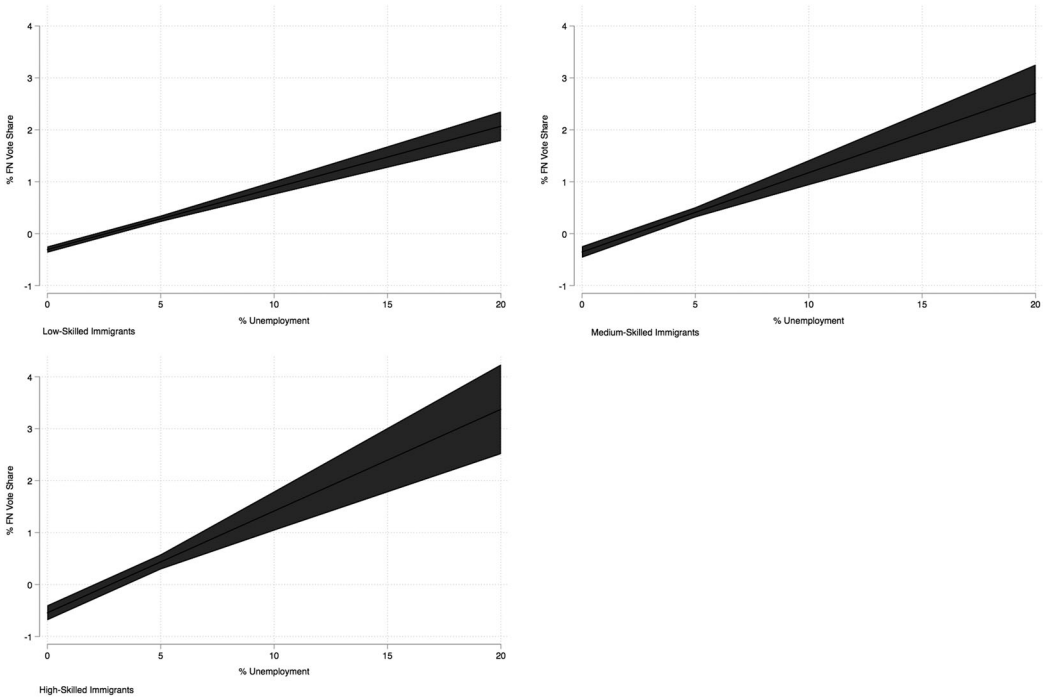 4
3
2
1
0
-1
% FN Vote Share
0 5 10 15 20
% Unemployment
Low-Skilled Immigrants
4
3
2
1
0
-1
% FN Vote Share
0 5 10 15 20
% Unemployment
Medium-Skilled Immigrants
4
3
2
1
0
-1
% FN Vote Share
0 5 10 15 20
% Unemployment
High-Skilled Immigrants